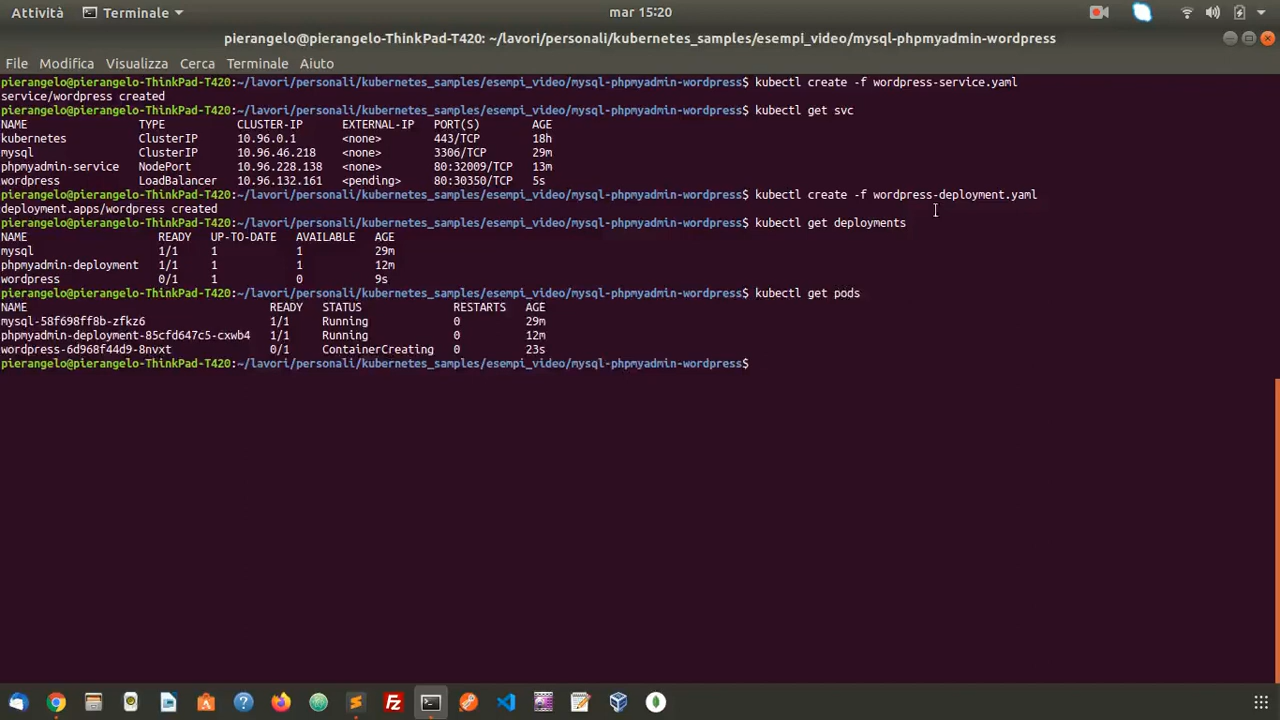 Attività Terminale mar 15:20
pierangelo@pierangelo-ThinkPad-T420: ~/lavori/personali/kubernetes_samples/esempi_video/mysql-phpmyadmin-wordpress
File Modifica Visualizza Cerca Terminale Aiuto
pierangelo@pierangelo-ThinkPad-T420:~/lavori/personali/kubernetes_samples/esempi_video/mysql-phpmyadmin-wordpress$ kubectl create -f wordpress-service.yaml
service/wordpress created
pierangelo@pierangelo-ThinkPad-T420:~/lavori/personali/kubernetes_samples/esempi_video/mysql-phpmyadmin-wordpress$ kubectl get svc
NAME TYPE CLUSTER-IP EXTERNAL-IP PORT(S) AGE
kubernetes ClusterIP 10.96.0.1 <none> 443/TCP 18h
mysql ClusterIP 10.96.46.218 <none> 3306/TCP 29m
phpmyadmin-service NodePort 10.96.228.138 <none> 80:32009/TCP 13m
wordpress LoadBalancer 10.96.132.161 <pending> 80:30350/TCP 5s
pierangelo@pierangelo-ThinkPad-T420:~/lavori/personali/kubernetes_samples/esempi_video/mysql-phpmyadmin-wordpress$ kubectl create -f wordpress-deployment.yaml
deployment.apps/wordpress created
pierangelo@pierangelo-ThinkPad-T420:~/lavori/personali/kubernetes_samples/esempi_video/mysql-phpmyadmin-wordpress$ kubectl get deployments
NAME READY UP-TO-DATE AVAILABLE AGE
mysql 1/1 1 1 29m
phpmyadmin-deployment 1/1 1 1 12m
wordpress 0/1 1 0 9s
pierangelo@pierangelo-ThinkPad-T420:~/lavori/personali/kubernetes_samples/esempi_video/mysql-phpmyadmin-wordpress$ kubectl get pods
NAME READY STATUS RESTARTS AGE
mysql-58f698ff8b-zfkz6 1/1 Running 0 29m
phpmyadmin-deployment-85cfd647c5-cxwb4 1/1 Running 0 12m
wordpress-6d968f44d9-8nvxt 0/1 ContainerCreating 0 23s
pierangelo@pierangelo-ThinkPad-T420:~/lavori/personali/kubernetes_samples/esempi_video/mysql-phpmyadmin-wordpress$